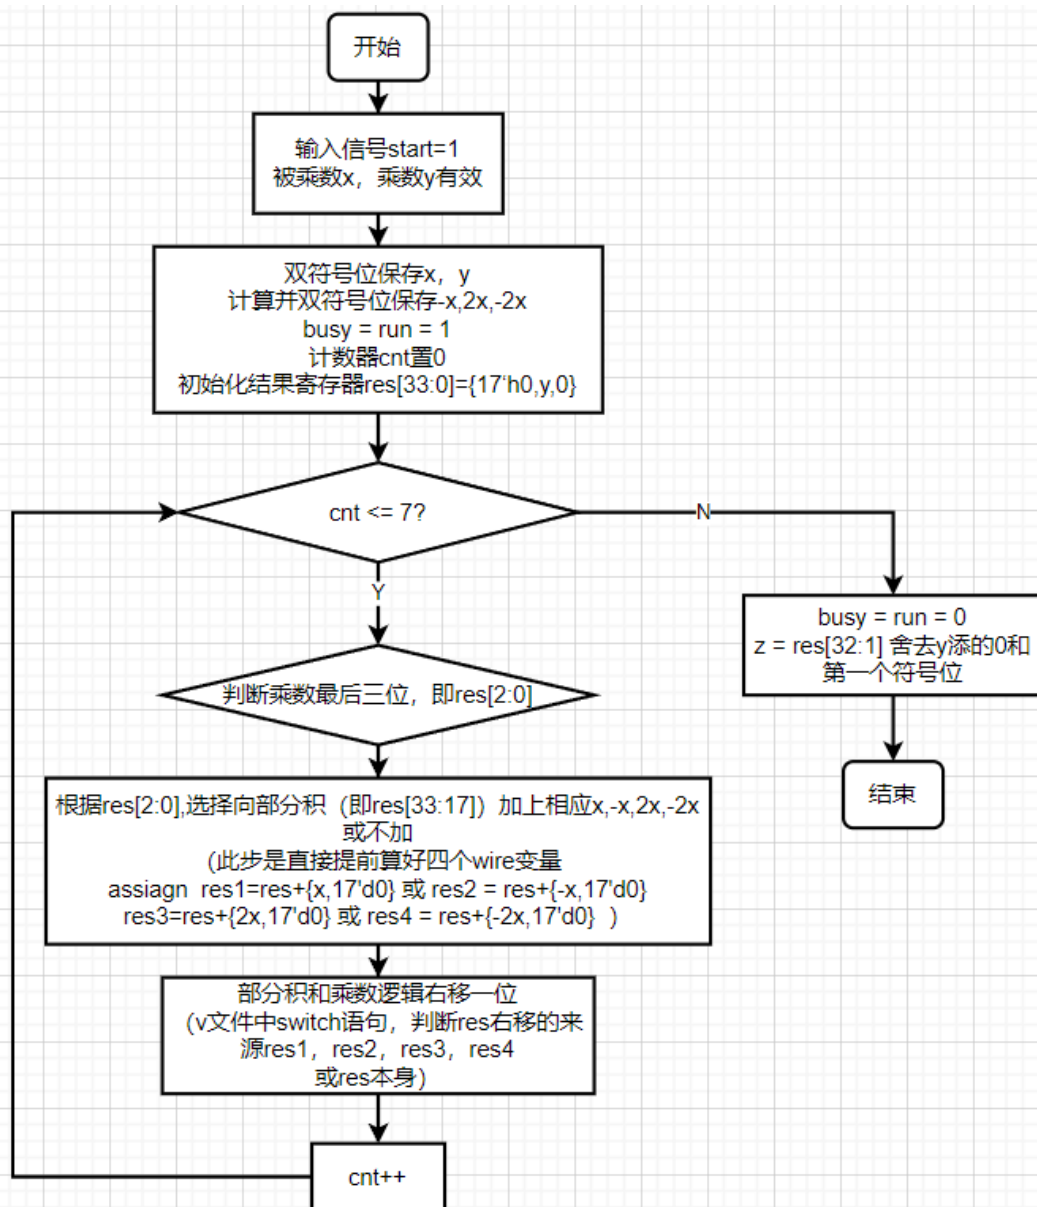 开始
输入信号start=1
被乘数x，乘数y有效
双符号位保存x，y
计算并双符号位保存-x,2x,-2x
busy = run = 1
计数器cnt置0
初始化结果寄存器res[33:0]={17‘h0,y,0}
cnt <= 7?
N
Y
busy = run = 0
z = res[32:1] 舍去y添的0和
第一个符号位
判断乘数最后三位，即res[2:0]
根据res[2:0],选择向部分积（即res[33:17]）加上相应x,-x,2x,-2x
或不加
（此步是直接提前算好四个wire变量
assiagn res1=res+{x,17'd0} 或 res2 = res+{-x,17'd0}
res3=res+{2x,17'd0} 或 res4 = res+{-2x,17'd0} ）
结束
部分积和乘数逻辑右移一位
（v文件中switch语句，判断res右移的来
源res1，res2，res3，res4
或res本身）
cnt++